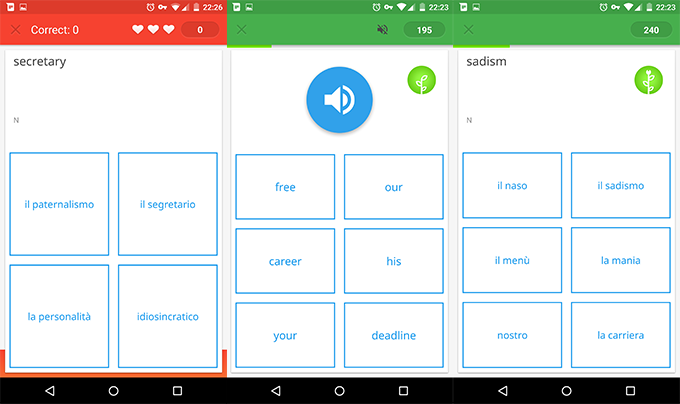 22:26
Correct: 0
0
secretary
N
il paternalismo
il segretario
la personalità
idiosincratico
22:23
195
free
our
career
his
your
deadline
22:23
240
sadism
N
il naso
il sadismo
il menù
la mania
nostro
la carriera